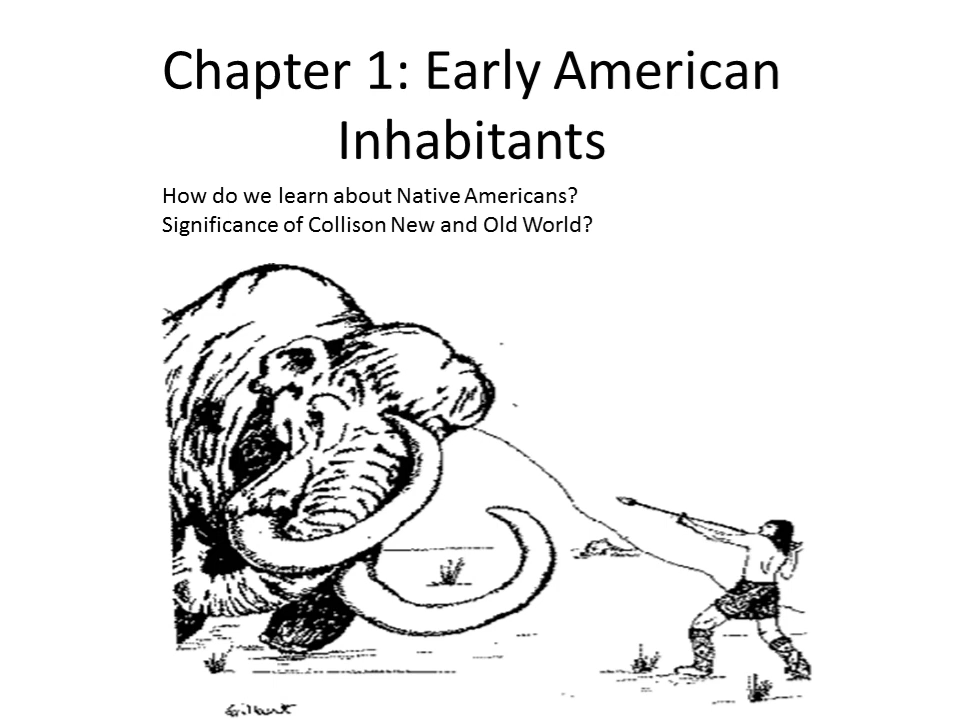 Chapter 1: Early American
Inhabitants
How do we learn about Native Americans?
Significance of Collison New and Old World?